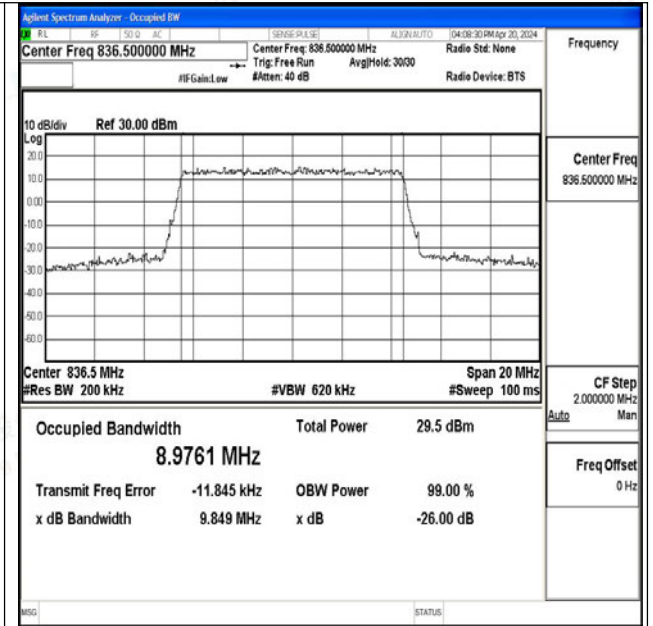 Agilent Spectrum Analyzer - Occupied BW
RL RF 50 Ω AC SENSE:PULSE ALIGN AUTO 04:08:30 PM Apr 20, 2024
Center Freq 836.500000 MHz Center Freq: 836.500000 MHz Radio Std: None Frequency
Trig: Free Run Avg|Hold: 30/30
#IFGain:Low #Atten: 40 dB Radio Device: BTS
10 dB/div Ref 30.00 dBm
Log
20.0
10.0
0.00
-10.0
-20.0
-30.0
-40.0
-50.0
-60.0
Center Freq
836.500000 MHz
Center 836.5 MHz Span 20 MHz
#Res BW 200 kHz #VBW 620 kHz #Sweep 100 ms
CF Step
2.000000 MHz
Auto Man
Occupied Bandwidth Total Power 29.5 dBm
8.9761 MHz
Freq Offset
0 Hz
Transmit Freq Error -11.845 kHz OBW Power 99.00 %
x dB Bandwidth 9.849 MHz x dB -26.00 dB
MSG STATUS